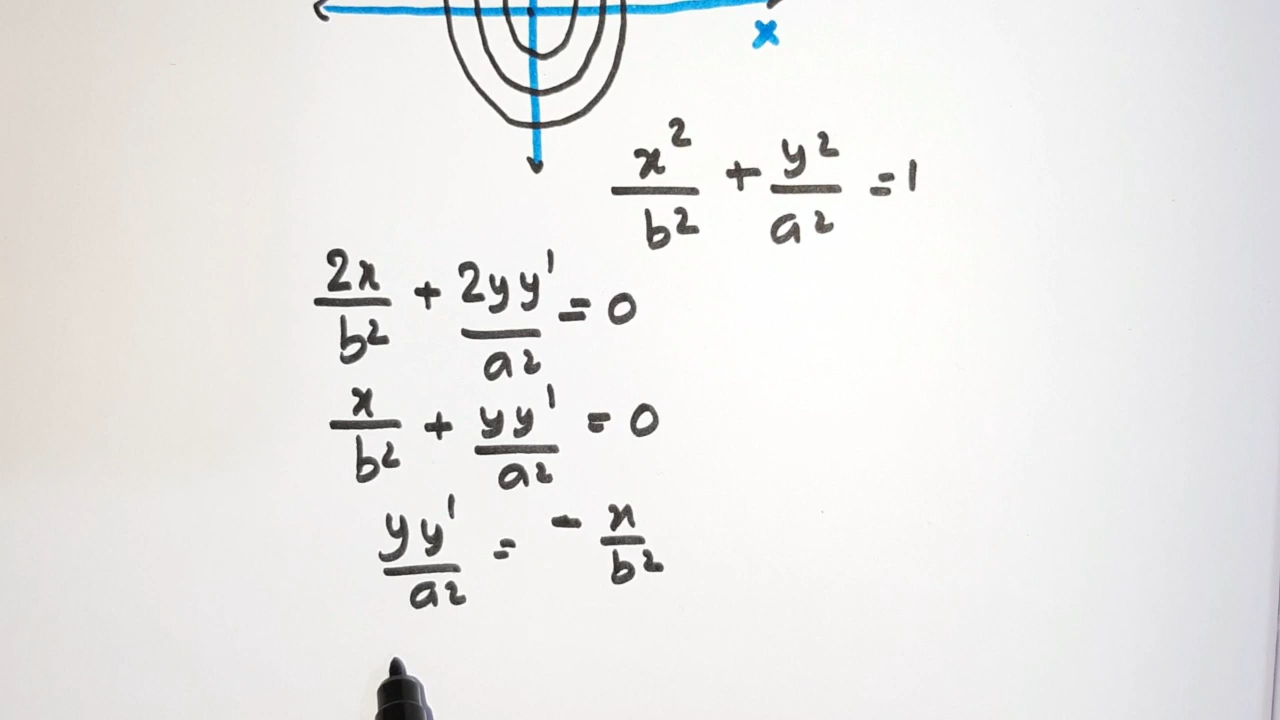 x
x²/b² + y²/a² = 1
2x/b² + 2yy'/a² = 0
x/b² + yy'/a² = 0
yy'/a² = - x/b²